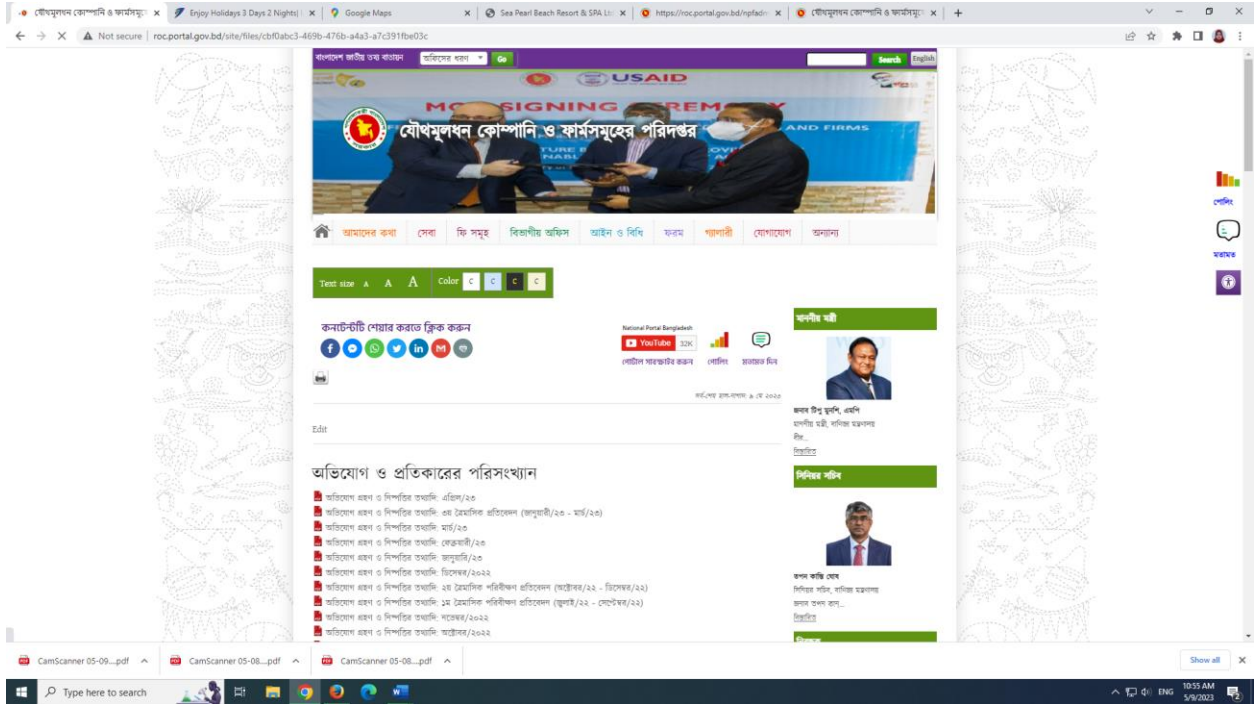 যৌথমূলধন কোম্পানি ও ফার্মসমূহে
Enjoy Holidays 3 Days 2 Nights|
Google Maps
Sea Pearl Beach Resort & SPA Lt
https://roc.portal.gov.bd/npfadm
যৌথমূলধন কোম্পানি ও ফার্মসমূহে
Not secure | roc.portal.gov.bd/site/files/cbf0abc3-469b-476b-a4a3-a7c391fbe03c
বাংলাদেশ জাতীয় তথ্য বাতায়ন
অফিসের ধরণ
Go
Search
English
USAID
SIGNING
AND FIRMS
যৌথমূলধন কোম্পানি ও ফার্মসমূহের পরিদপ্তর
আমাদের কথা
সেবা
ফি সমূহ
বিভাগীয় অফিস
আইন ও বিধি
ফরম
গ্যালারী
যোগাযোগ
অন্যান্য
পোলিং
মতামত
Text size A A A Color C C C C
কনটেন্টটি শেয়ার করতে ক্লিক করুন
National Portal Bangladesh
YouTube 32K
পোর্টাল সাবস্ক্রাইব করুন
পোলিং
মতামত দিন
সর্ব-শেষ হাল-নাগাদ: ৯ মে ২০২৩
Edit
অভিযোগ ও প্রতিকারের পরিসংখ্যান
অভিযোগ গ্রহণ ও নিষ্পত্তির তথ্যাদি: এপ্রিল/২৩
অভিযোগ গ্রহণ ও নিষ্পত্তির তথ্যাদি: ৩য় ত্রৈমাসিক প্রতিবেদন (জানুয়ারী/২৩ - মার্চ/২৩)
অভিযোগ গ্রহণ ও নিষ্পত্তির তথ্যাদি: মার্চ/২৩
অভিযোগ গ্রহণ ও নিষ্পত্তির তথ্যাদি: ফেব্রুয়ারী/২৩
অভিযোগ গ্রহণ ও নিষ্পত্তির তথ্যাদি: জানুয়ারি/২৩
অভিযোগ গ্রহণ ও নিষ্পত্তির তথ্যাদি: ডিসেম্বর/২০২২
অভিযোগ গ্রহণ ও নিষ্পত্তির তথ্যাদি: ২য় ত্রৈমাসিক পরিবীক্ষণ প্রতিবেদন (অক্টোবর/২২ - ডিসেম্বর/২২)
অভিযোগ গ্রহণ ও নিষ্পত্তির তথ্যাদি: ১ম ত্রৈমাসিক পরিবীক্ষণ প্রতিবেদন (জুলাই/২২ - সেপ্টেম্বর/২২)
অভিযোগ গ্রহণ ও নিষ্পত্তির তথ্যাদি: নভেম্বর/২০২২
অভিযোগ গ্রহণ ও নিষ্পত্তির তথ্যাদি: অক্টোবর/২০২২
মাননীয় মন্ত্রী
জনাব টিপু মুনশি, এমপি
মাননীয় মন্ত্রী, বাণিজ্য মন্ত্রণালয়
বীর...
বিস্তারিত
সিনিয়র সচিব
তপন কান্তি ঘোষ
সিনিয়র সচিব, বাণিজ্য মন্ত্রণালয়
জনাব তপন কান্...
বিস্তারিত
CamScanner 05-09....pdf
CamScanner 05-08....pdf
CamScanner 05-08....pdf
Show all
Type here to search
ENG
10:55 AM
5/9/2023